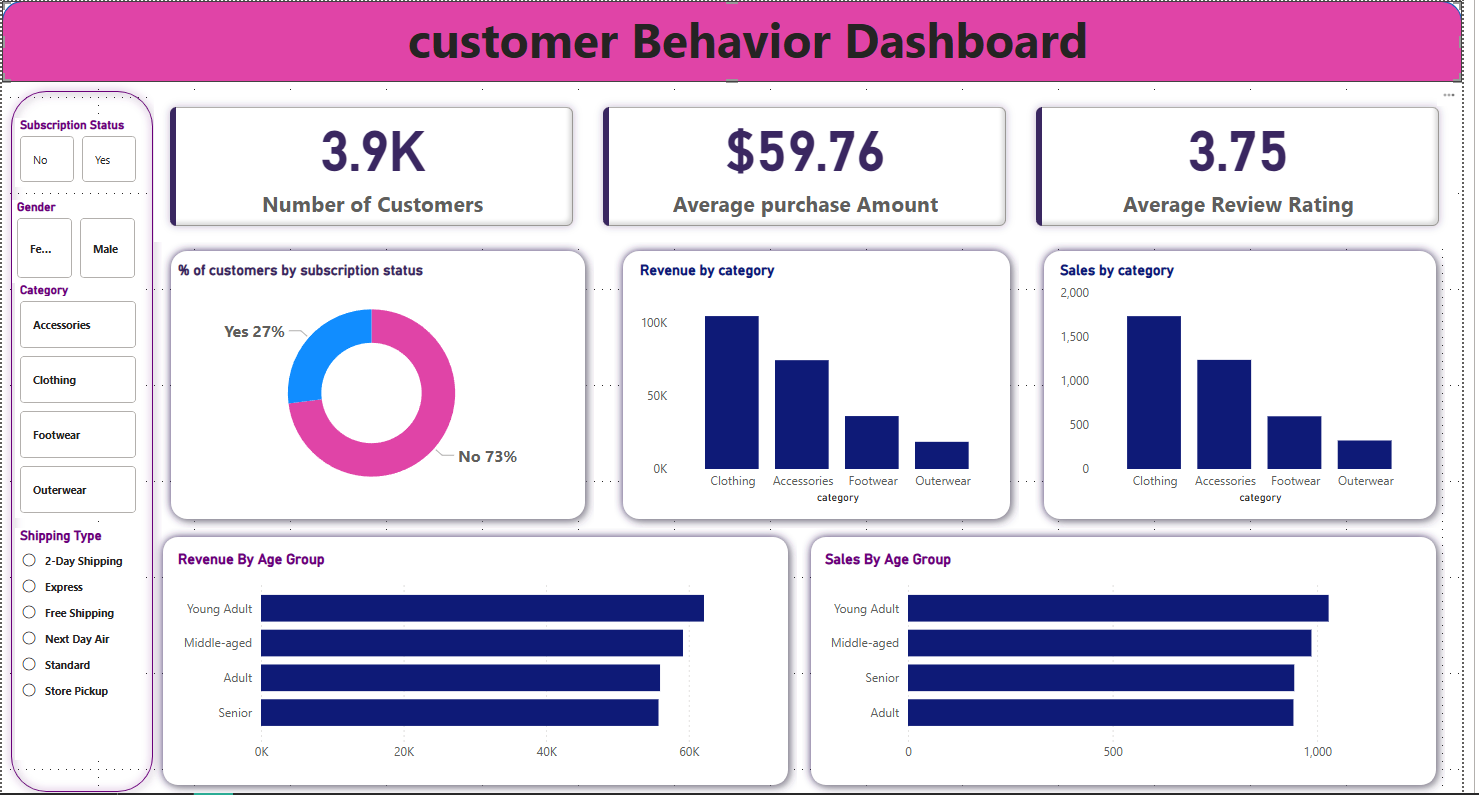 customer Behavior Dashboard
Subscription Status
No
Yes
Gender
Fe...
Male
Category
Accessories
Clothing
Footwear
Outerwear
Shipping Type
2-Day Shipping
Express
Free Shipping
Next Day Air
Standard
Store Pickup
3.9K
Number of Customers
$59.76
Average purchase Amount
3.75
Average Review Rating
% of customers by subscription status
Yes 27%
No 73%
Revenue by category
100K
50K
0K
Clothing Accessories Footwear Outerwear
category
Sales by category
2,000
1,500
1,000
500
0
Clothing Accessories Footwear Outerwear
category
Revenue By Age Group
Young Adult
Middle-aged
Adult
Senior
0K 20K 40K 60K
Sales By Age Group
Young Adult
Middle-aged
Senior
Adult
0 500 1,000